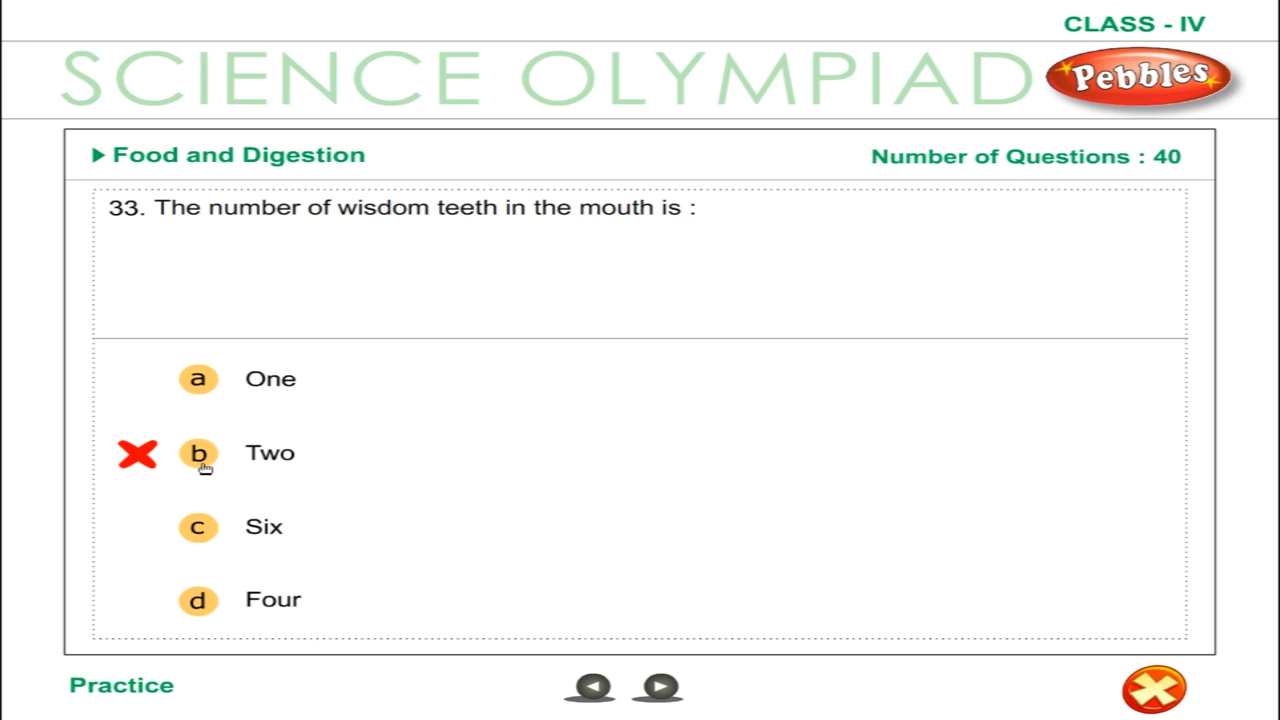 CLASS - IV
SCIENCE OLYMPIAD
Pebbles
Food and Digestion
Number of Questions : 40
33. The number of wisdom teeth in the mouth is :
a One
b Two
c Six
d Four
Practice